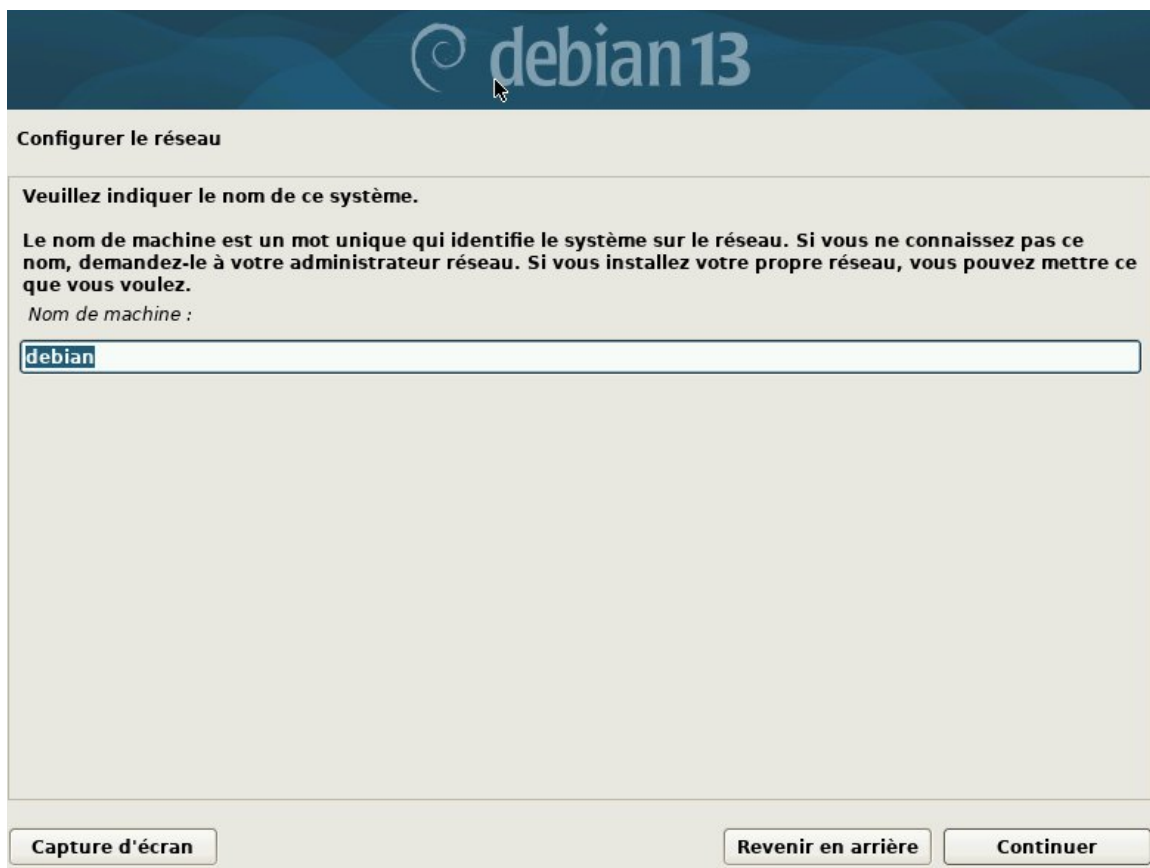 debian 13
Configurer le réseau
Veuillez indiquer le nom de ce système.
Le nom de machine est un mot unique qui identifie le système sur le réseau. Si vous ne connaissez pas ce
nom, demandez-le à votre administrateur réseau. Si vous installez votre propre réseau, vous pouvez mettre ce
que vous voulez.
Nom de machine :
debian
Capture d'écran
Revenir en arrière
Continuer